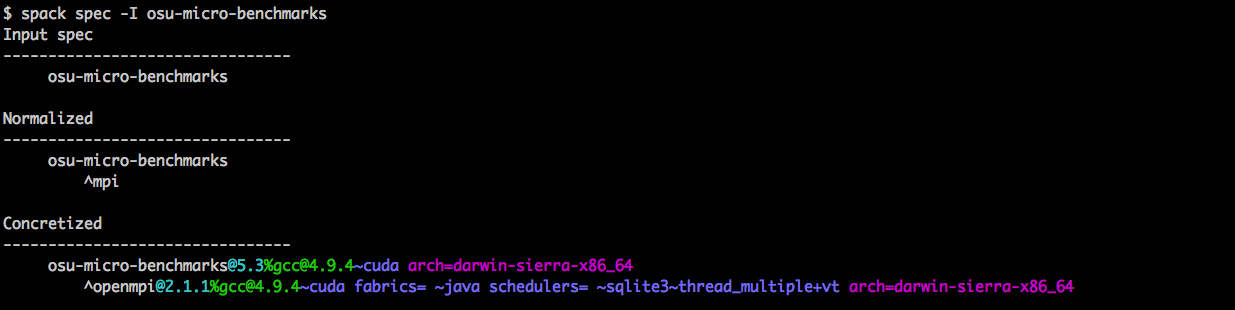 $ spack spec -I osu-micro-benchmarks
Input spec
--------------------------------
     osu-micro-benchmarks

Normalized
--------------------------------
     osu-micro-benchmarks
         ^mpi

Concretized
--------------------------------
     osu-micro-benchmarks@5.3%gcc@4.9.4~cuda arch=darwin-sierra-x86_64
         ^openmpi@2.1.1%gcc@4.9.4~cuda fabrics= ~java schedulers= ~sqlite3~thread_multiple+vt arch=darwin-sierra-x86_64